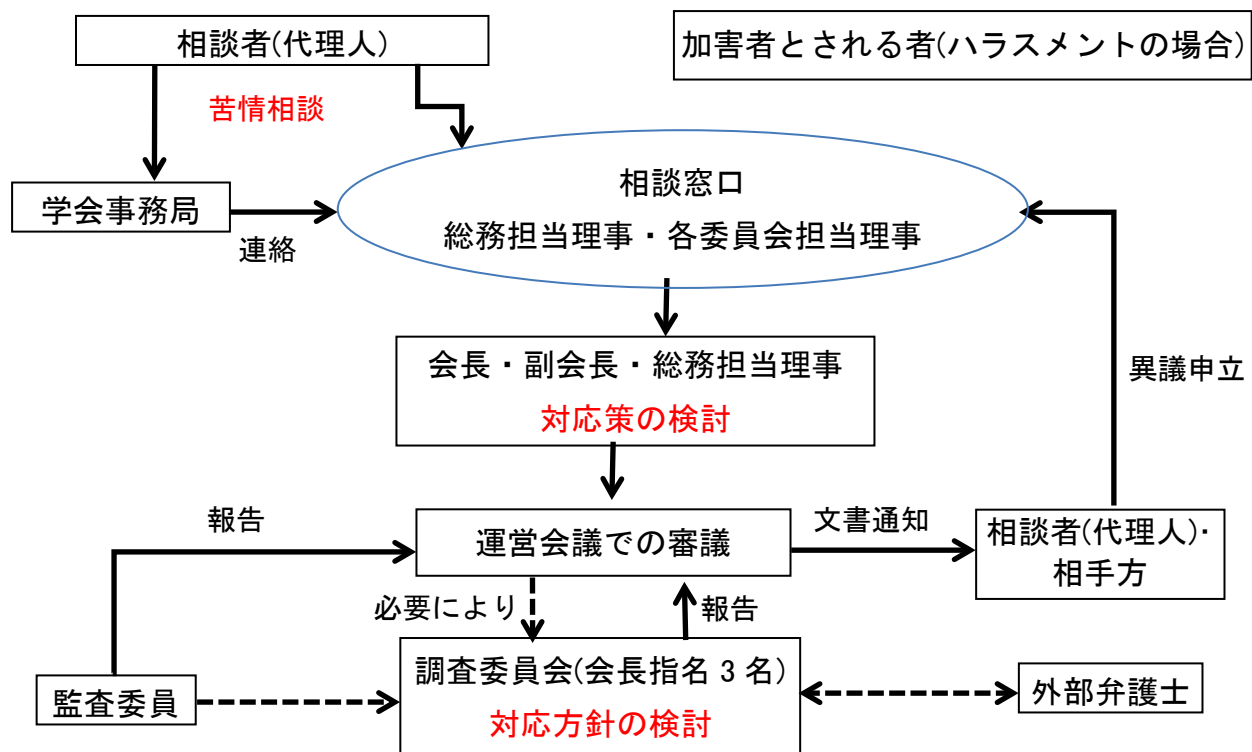 相談者(代理人)
加害者とされる者(ハラスメントの場合)
苦情相談
相談窓口
学会事務局
総務担当理事・各委員会担当理事
連絡
会長・副会長・総務担当理事
異議申立
対応策の検討
報告
文書通知
運営会議での審議
相談者(代理人)・
相手方
必要により
報告
調査委員会(会長指名 3 名)
監査委員
外部弁護士
対応方針の検討